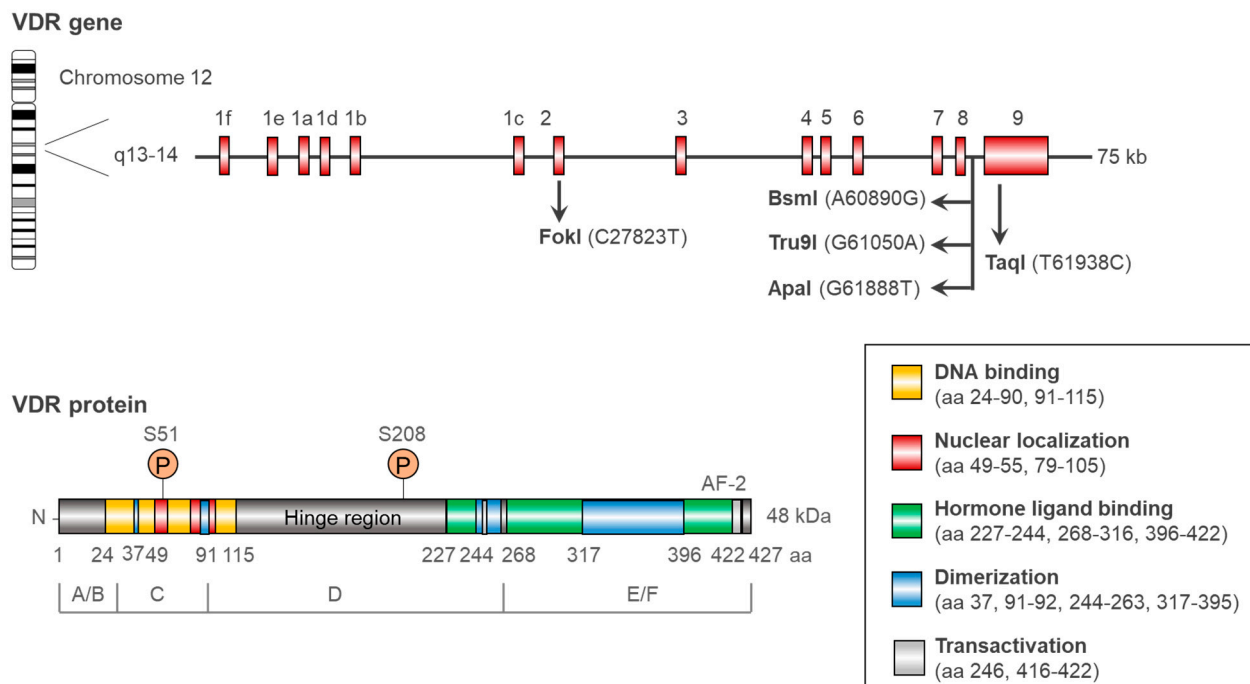 VDR gene
Chromosome 12
1f 1e 1a 1d 1b 1c 2 3 4 5 6 7 8 9
q13-14
75 kb
BsmI (A60890G)
FokI (C27823T)
Tru9I (G61050A)
TaqI (T61938C)
ApaI (G61888T)
VDR protein
S51 S208
P P
AF-2
N
Hinge region
48 kDa
1 24 37 49 91 115 227 244 268 317 396 422 427 aa
A/B C D E/F
DNA binding
(aa 24-90, 91-115)
Nuclear localization
(aa 49-55, 79-105)
Hormone ligand binding
(aa 227-244, 268-316, 396-422)
Dimerization
(aa 37, 91-92, 244-263, 317-395)
Transactivation
(aa 246, 416-422)